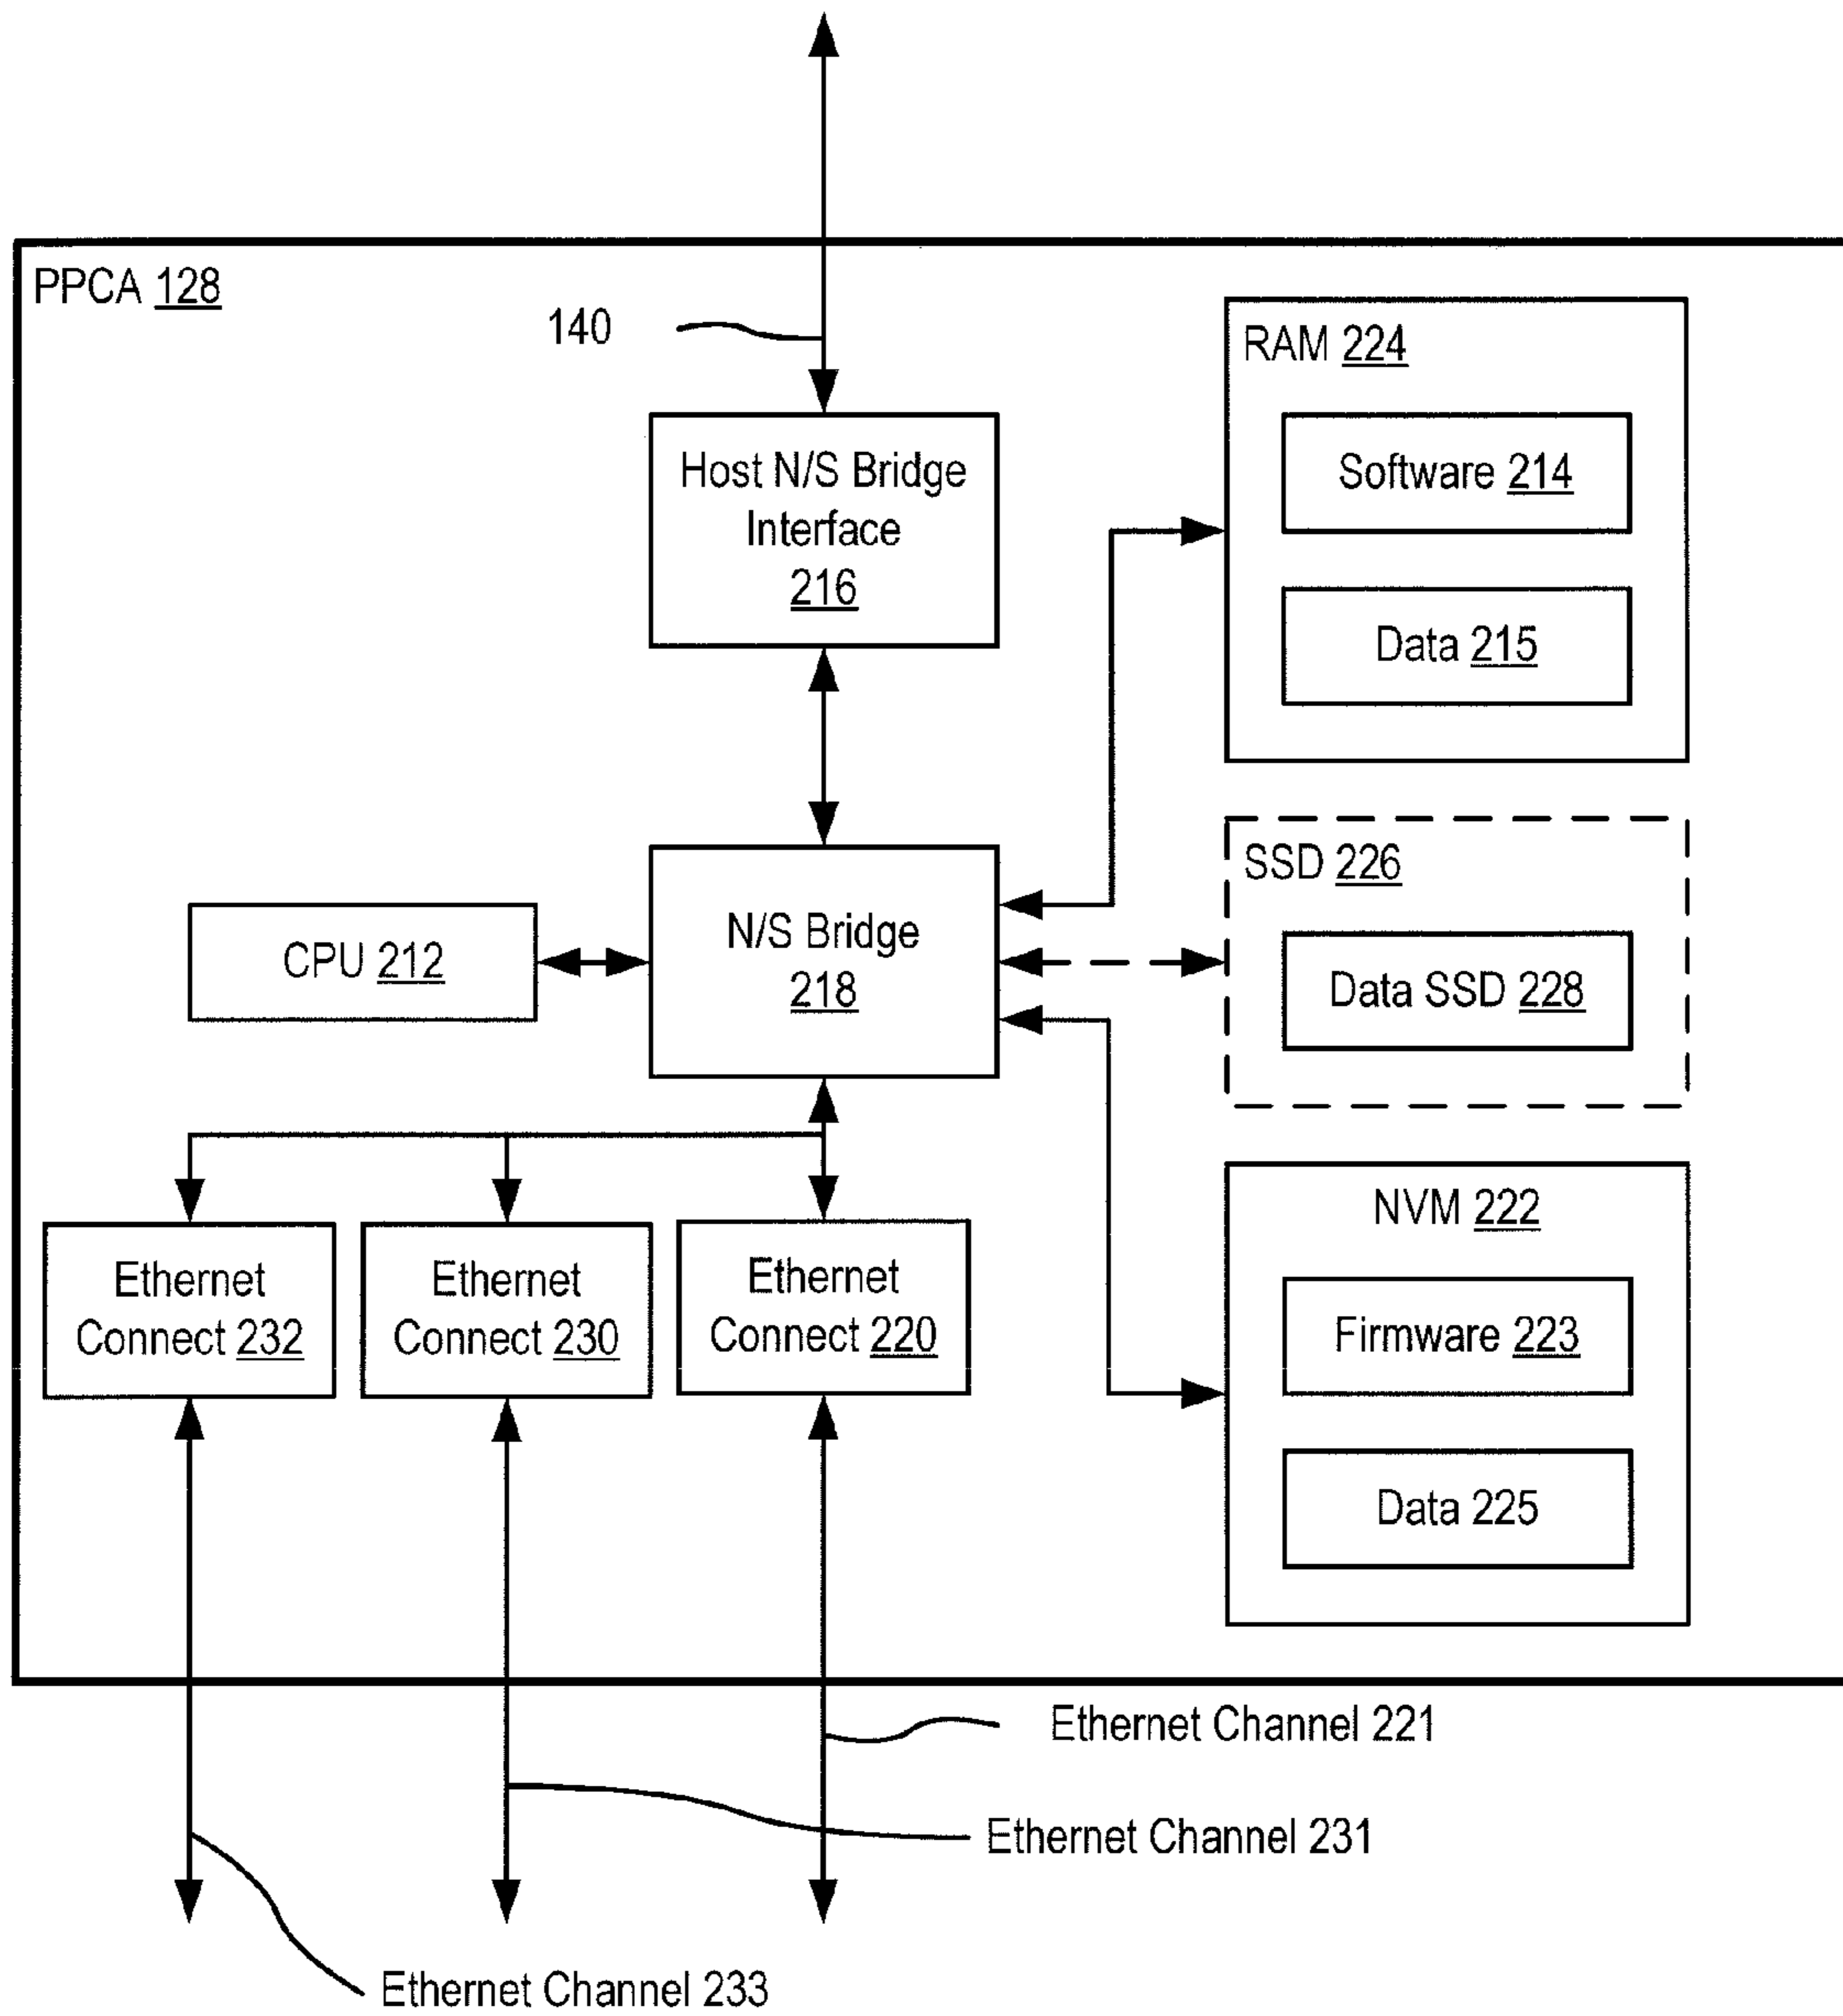 PPCA 128
140
Host N/S Bridge
Interface
216
RAM 224
Software 214
Data 215
N/S Bridge
218
CPU 212
SSD 226
Data SSD 228
Ethernet
Connect 232
Ethernet
Connect 230
Ethernet
Connect 220
NVM 222
Firmware 223
Data 225
Ethernet Channel 221
Ethernet Channel 231
Ethernet Channel 233